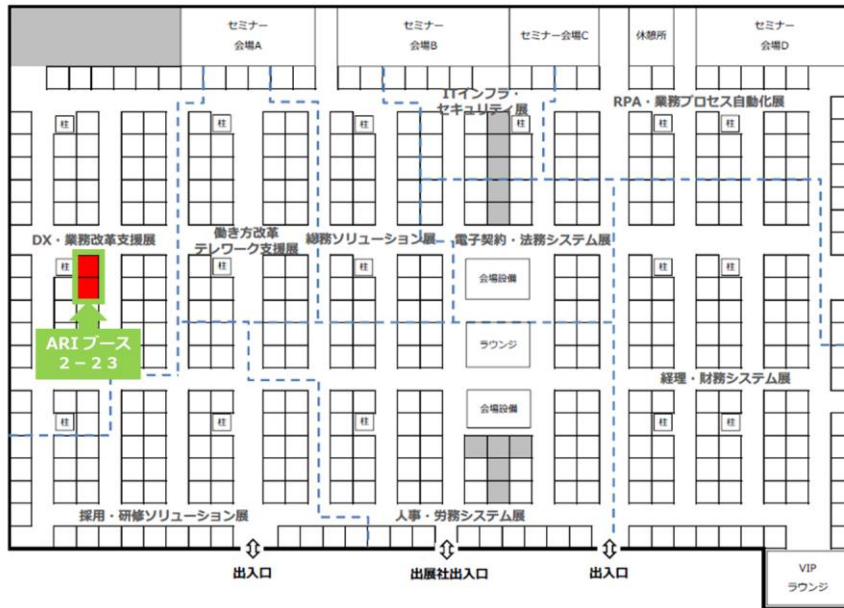 セミナー
会場A
セミナー
会場B
セミナー会場C
休憩所
セミナー
会場D
ITインフラ・
セキュリティ展
RPA・業務プロセス自動化展
柱
柱
柱
柱
柱
柱
DX・業務改革支援展
働き方改革
テレワーク支援展
総務ソリューション展
電子契約・法務システム展
柱
柱
柱
会場設備
柱
柱
ARI ブース
2－23
ラウンジ
経理・財務システム展
会場設備
柱
柱
柱
柱
柱
採用・研修ソリューション展
人事・労務システム展
出入口
出展社出入口
出入口
VIP
ラウンジ